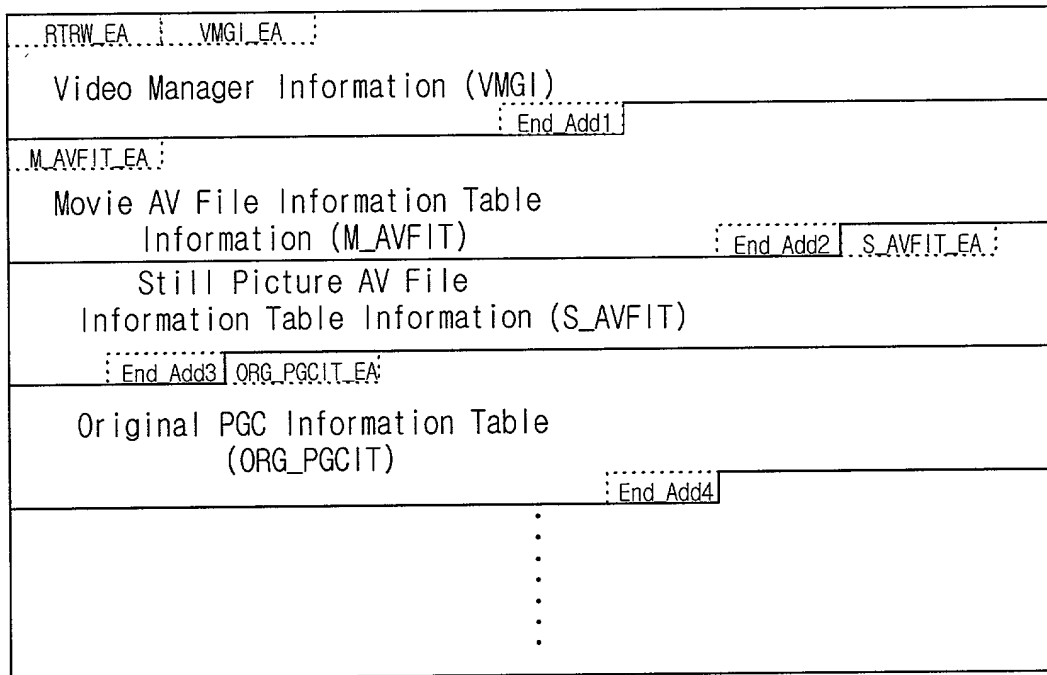 RTRW_EA VMGI_EA
Video Manager Information (VMGI)
End_Add1
M_AVFIT_EA
Movie AV File Information Table
Information (M_AVFIT)
End_Add2 S_AVFIT_EA
Still Picture AV File
Information Table Information (S_AVFIT)
End_Add3 ORG_PGCIT_EA
Original PGC Information Table
(ORG_PGCIT)
End_Add4